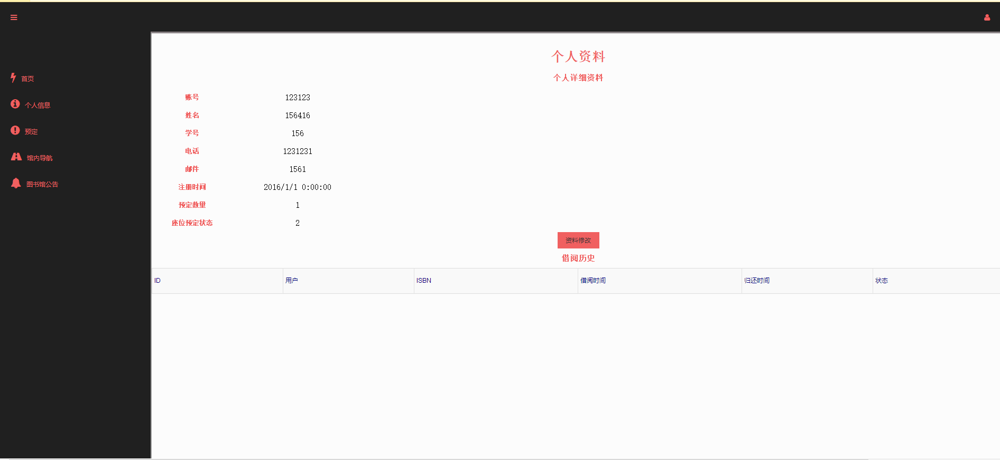 首页
个人信息
预定
馆内导航
图书馆公告
个人资料
个人详细资料
账号 123123
姓名 156416
学号 156
电话 1231231
邮件 1561
注册时间 2016/1/1 0:00:00
预定数量 1
座位预定状态 2
资料修改
借阅历史
ID 用户 ISBN 借阅时间 归还时间 状态